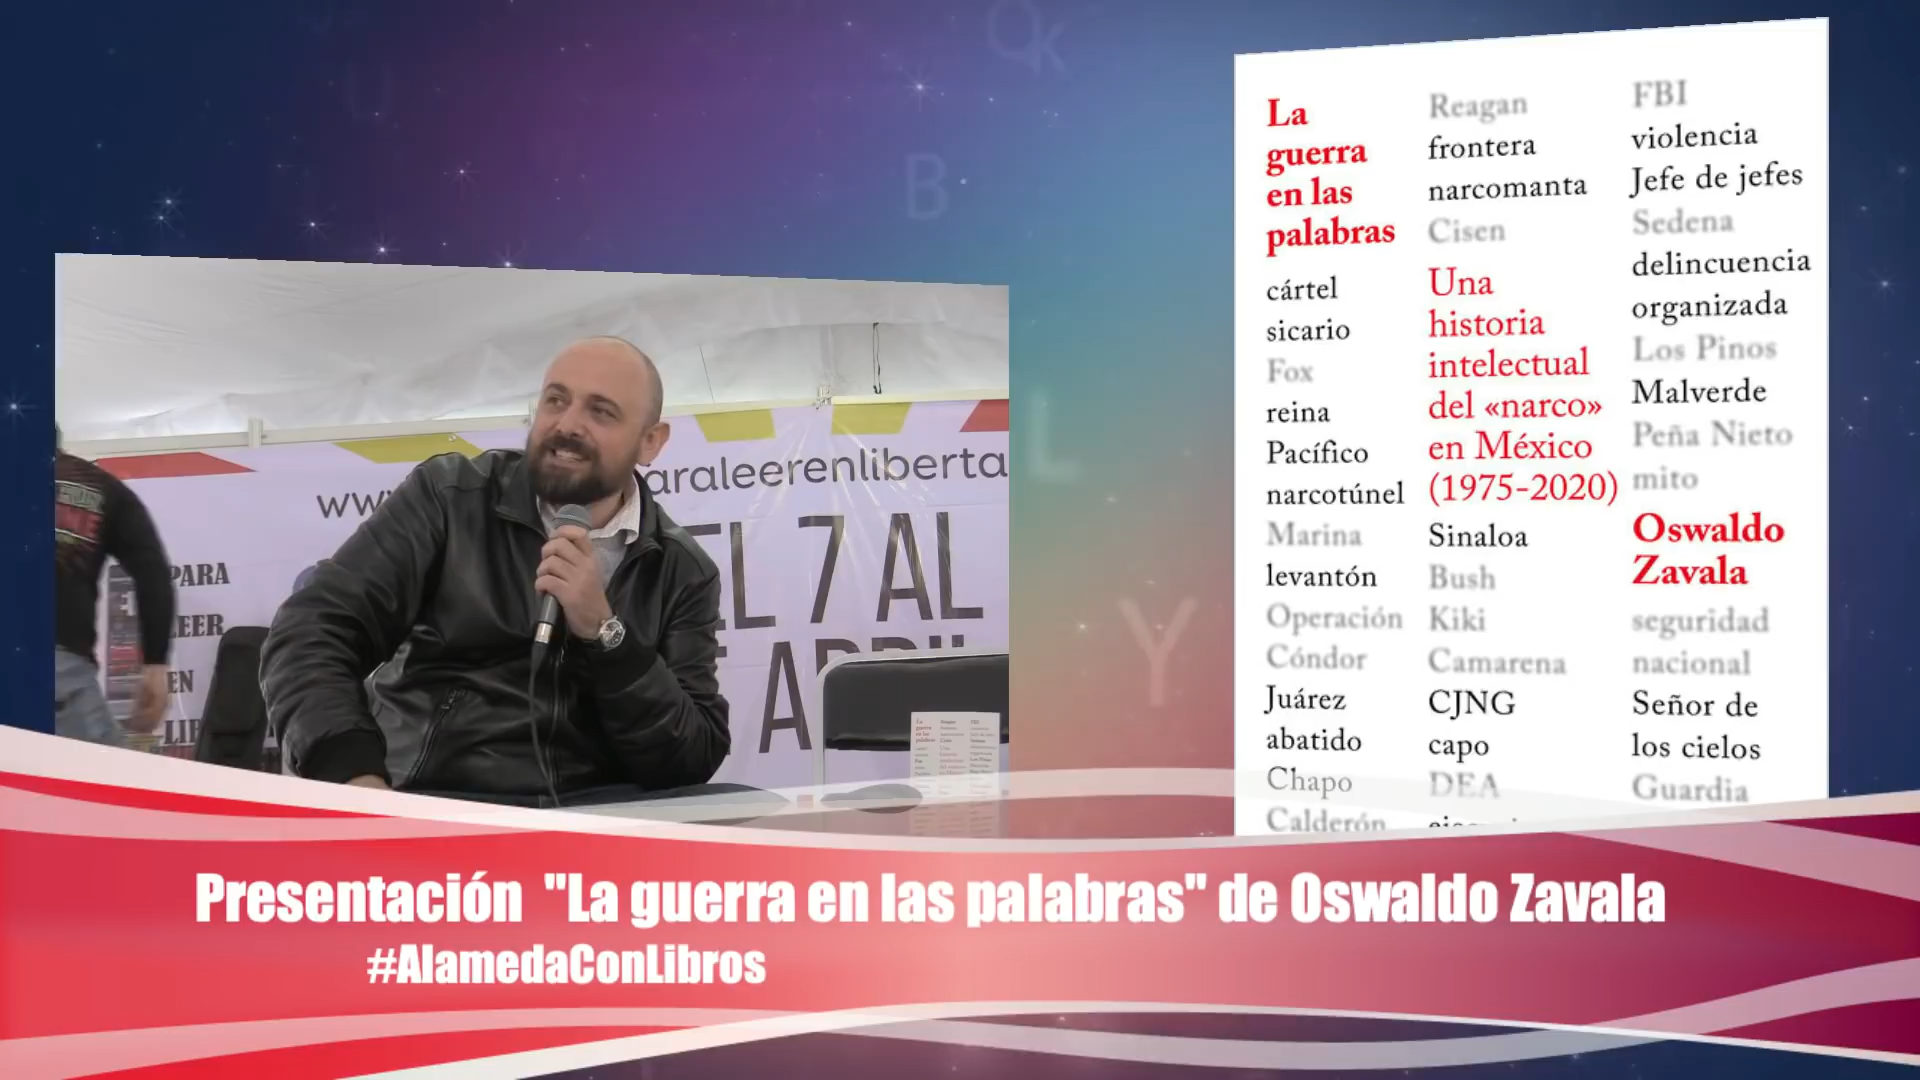 La
guerra
en las
palabras
cártel
sicario
Fox
reina
Pacífico
narcotúnel
Marina
levantón
Operación
Cóndor
Juárez
abatido
Chapo
Calderón
Reagan
frontera
narcomanta
Cisen
Una
historia
intelectual
del «narco»
en México
(1975-2020)
Sinaloa
Bush
Kiki
Camarena
CJNG
capo
DEA
FBI
violencia
Jefe de jefes
Sedena
delincuencia
organizada
Los Pinos
Malverde
Peña Nieto
mito
Oswaldo
Zavala
seguridad
nacional
Señor de
los cielos
Guardia
araleerenliberta
EL 7 AL
PARA
LEER
EN
LIB
Presentación "La guerra en las palabras" de Oswaldo Zavala
#AlamedaConLibros
B
L
Y